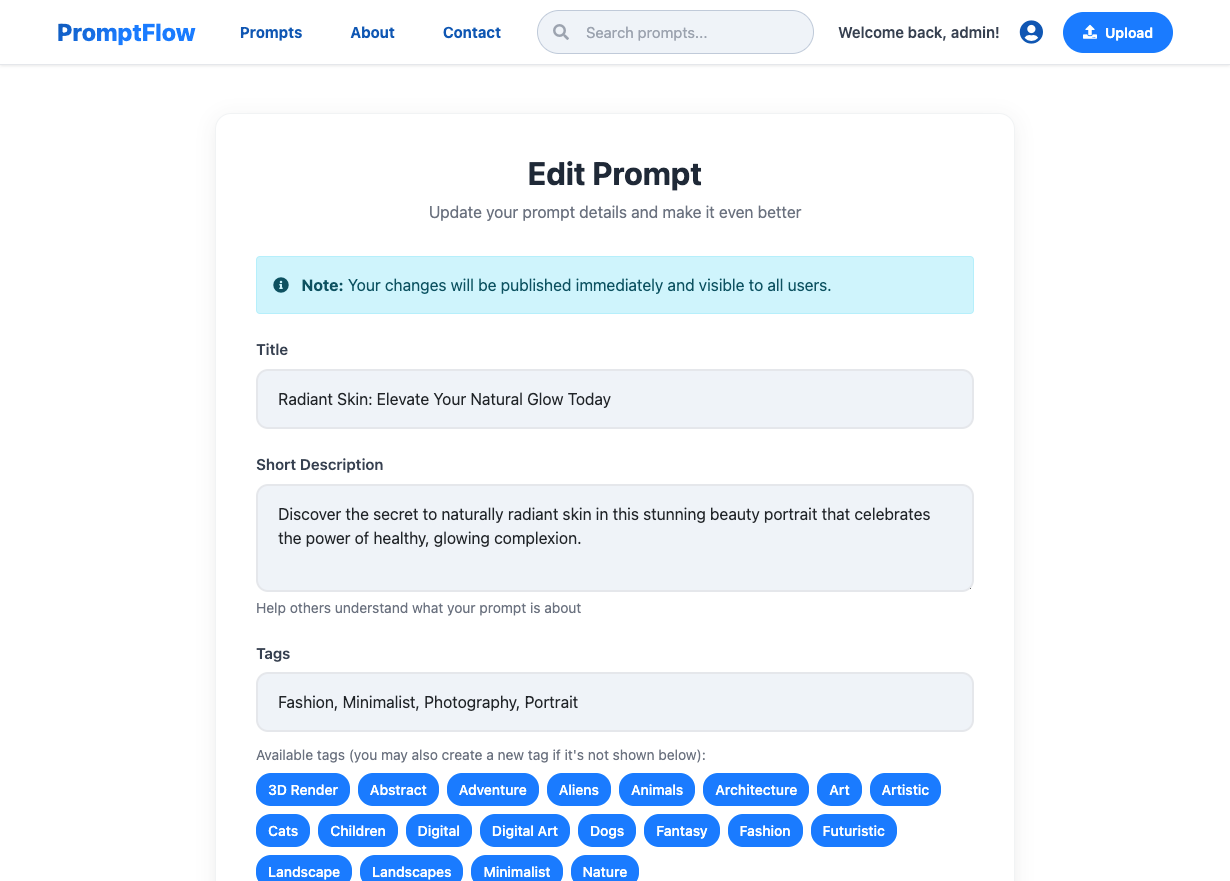 PromptFlow Prompts About Contact Search prompts... Welcome back, admin! Upload
Edit Prompt
Update your prompt details and make it even better
Note: Your changes will be published immediately and visible to all users.
Title
Radiant Skin: Elevate Your Natural Glow Today
Short Description
Discover the secret to naturally radiant skin in this stunning beauty portrait that celebrates
the power of healthy, glowing complexion.
Help others understand what your prompt is about
Tags
Fashion, Minimalist, Photography, Portrait
Available tags (you may also create a new tag if it's not shown below):
3D Render Abstract Adventure Aliens Animals Architecture Art Artistic
Cats Children Digital Digital Art Dogs Fantasy Fashion Futuristic
Landscape Landscapes Minimalist Nature